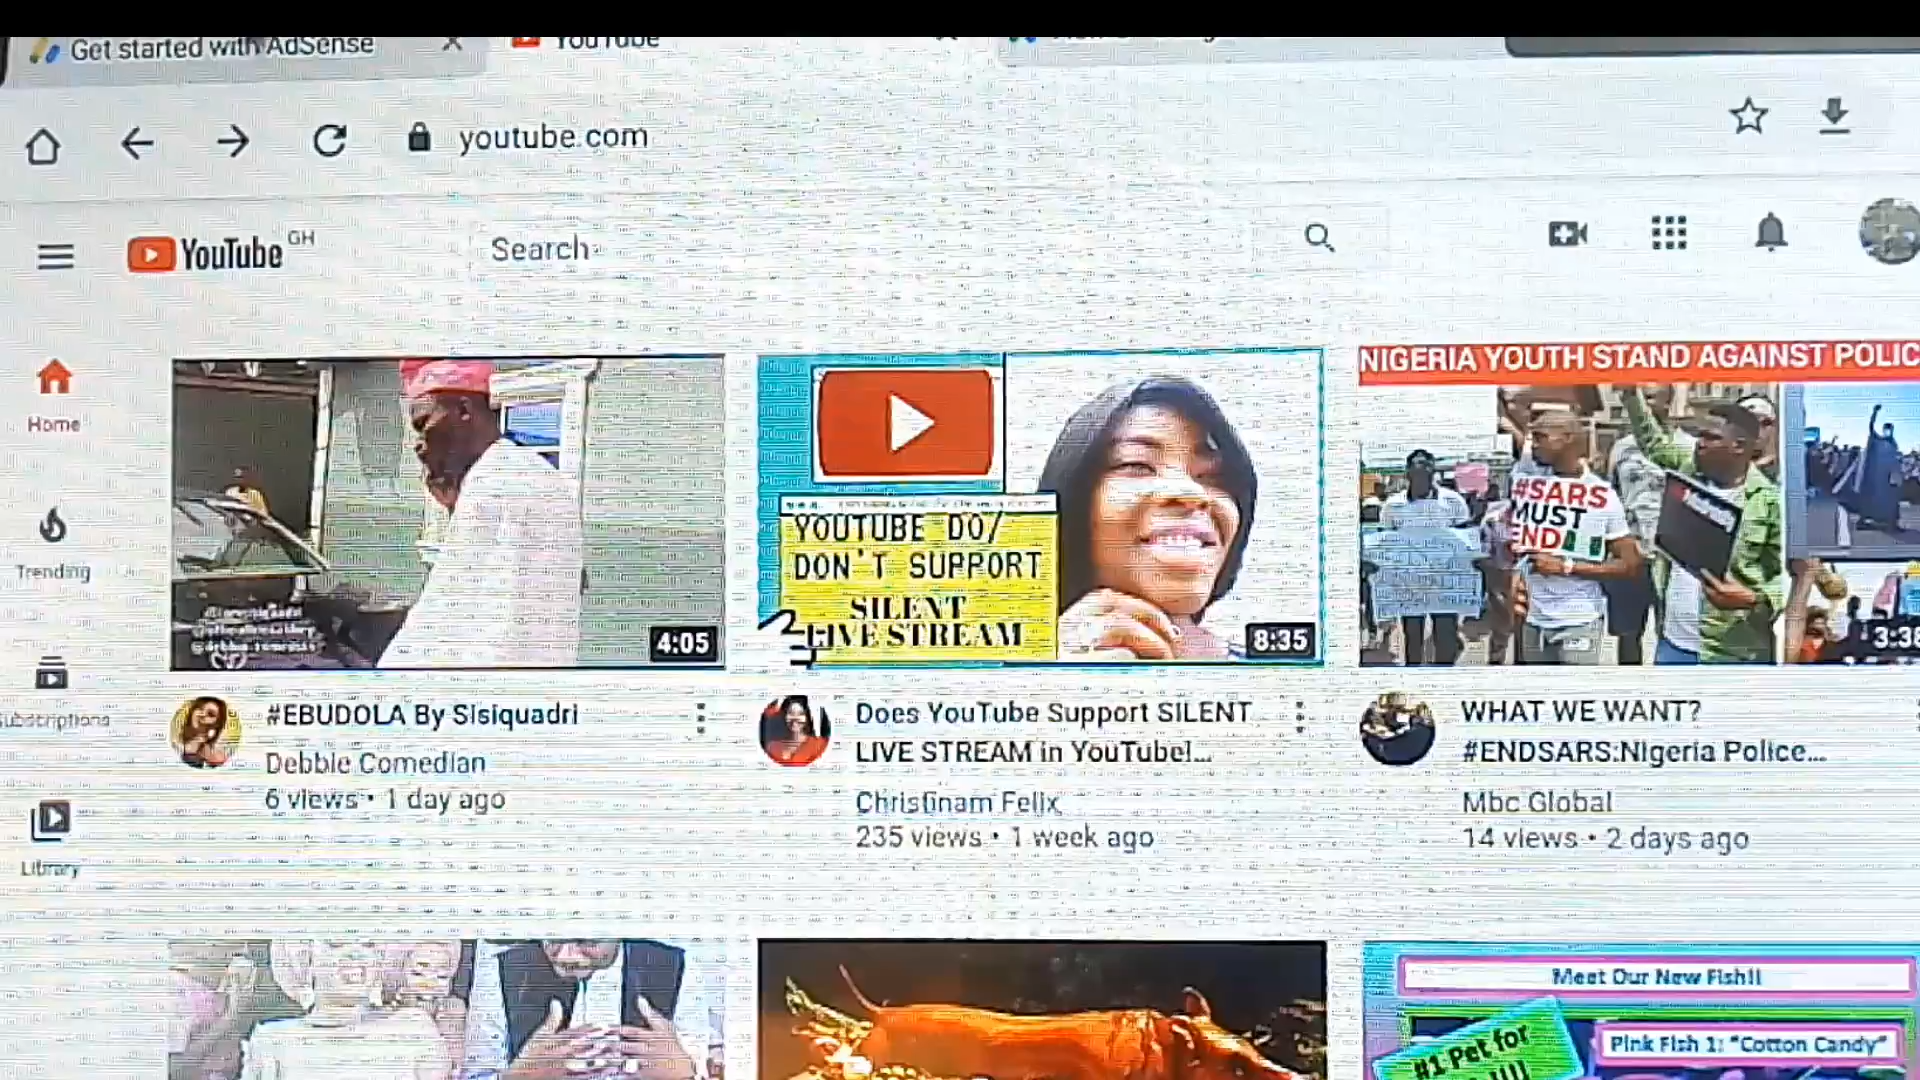 Get started with AdSense
YouTube
youtube.com
YouTube GH
Search
Home
Trending
Subscriptions
Library
4:05
#EBUDOLA By Sisiquadri
Debbie Comedian
6 views • 1 day ago
YOUTUBE DO/
DON'T SUPPORT
SILENT
LIVE STREAM
8:35
Does YouTube Support SILENT
LIVE STREAM in YouTube!...
Christinam Felix
235 views • 1 week ago
NIGERIA YOUTH STAND AGAINST POLIC
#SARS
MUST
END
3:38
WHAT WE WANT?
#ENDSARS:Nigeria Police...
Mbc Global
14 views • 2 days ago
Meet Our New Fish!!
#1 Pet for
Pink Fish 1: "Cotton Candy"